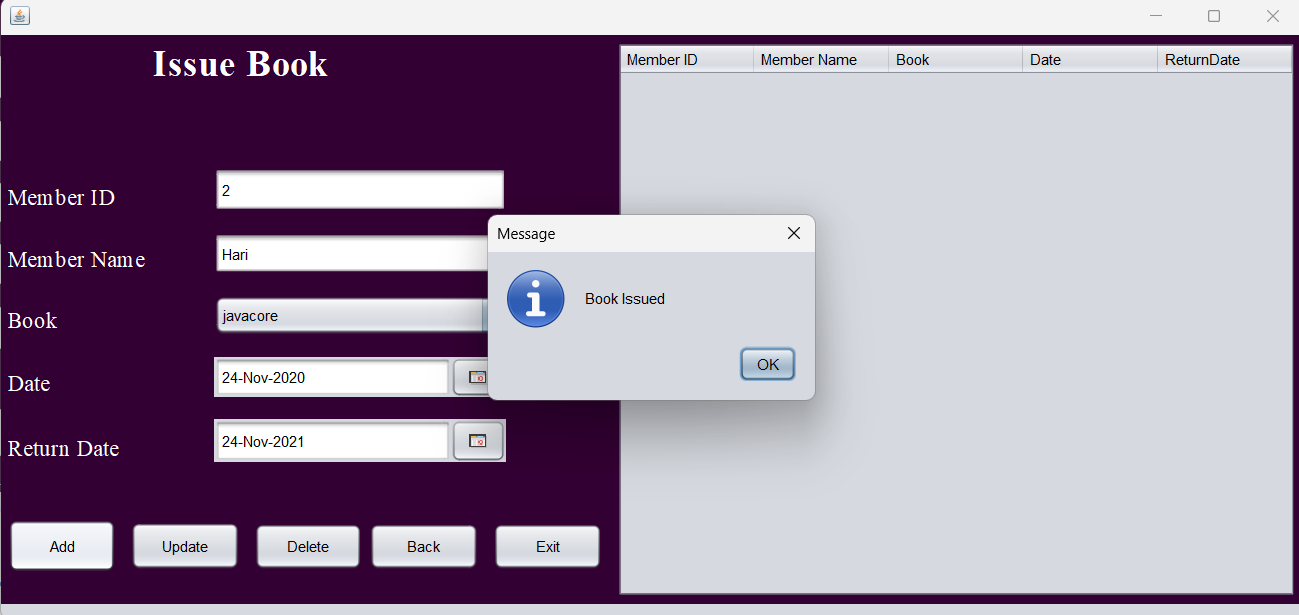 Issue Book
Member ID Member Name Book Date ReturnDate
Member ID 2
Member Name Hari
Book javacore
Date 24-Nov-2020
Return Date 24-Nov-2021
Message
Book Issued
OK
Add Update Delete Back Exit